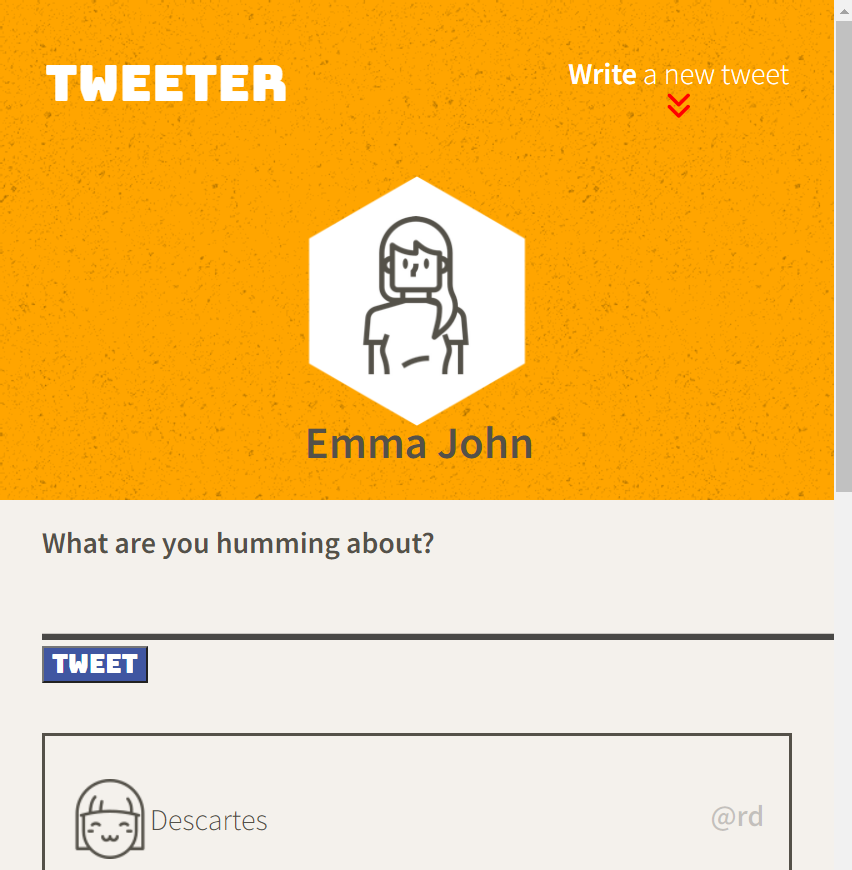 TWEETER
Write a new tweet
Emma John
What are you humming about?
TWEET
Descartes
@rd